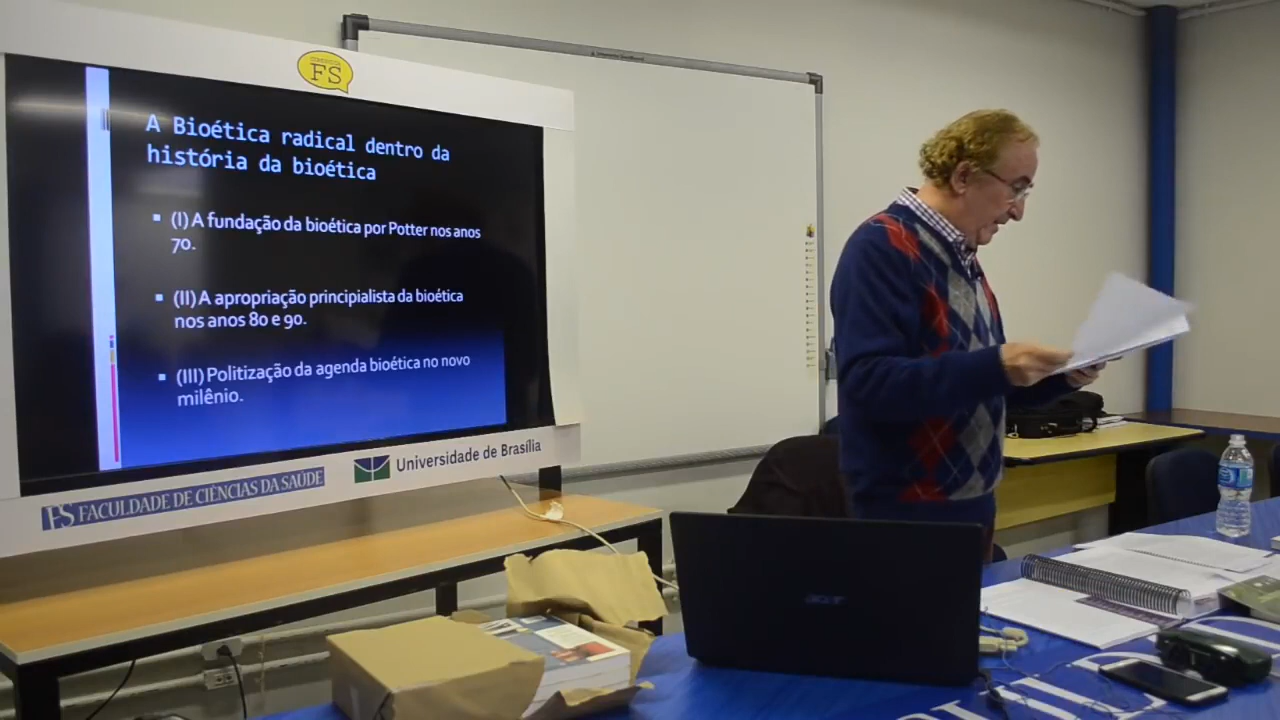 FS
A Bioética radical dentro da
história da bioética
(I) A fundação da bioética por Potter nos anos
70.
(II) A apropriação principialista da bioética
nos anos 80 e 90.
(III) Politização da agenda bioética no novo
milênio.
FS FACULDADE DE CIÊNCIAS DA SAÚDE
Universidade de Brasília
acer